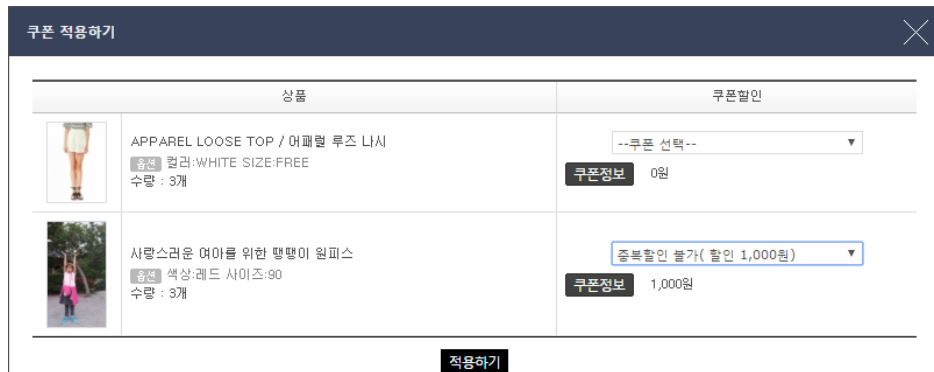 쿠폰 적용하기
상품
쿠폰할인
APPAREL LOOSE TOP / 어패럴 루즈 나시
옵션 컬러:WHITE SIZE:FREE
수량 : 3개
--쿠폰 선택--
쿠폰정보 0원
사랑스러운 여아를 위한 땡땡이 원피스
옵션 색상:레드 사이즈:90
수량 : 3개
중복할인 불가( 할인 1,000원)
쿠폰정보 1,000원
적용하기